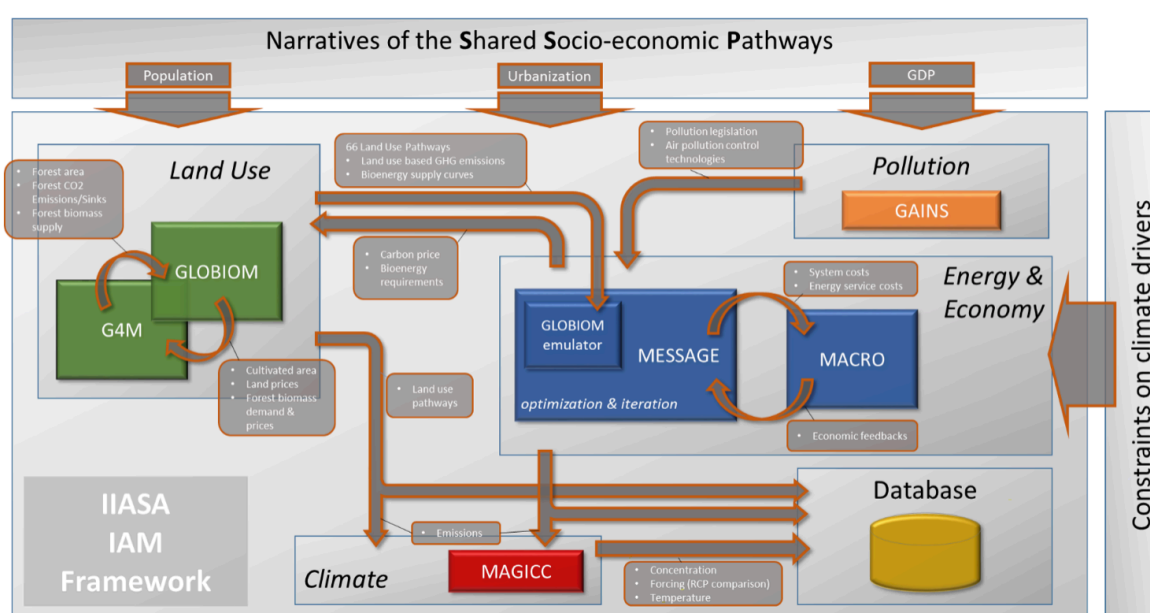 Narratives of the Shared Socio-economic Pathways
Population
Urbanization
GDP
Land Use
• Forest area
• Forest CO2
Emissions/Sinks
• Forest biomass
supply
GLOBIOM
G4M
• Cultivated area
• Land prices
• Forest biomass
demand &
prices
66 Land Use Pathways
• Land use based GHG emissions
• Bioenergy supply curves
• Carbon price
• Bioenergy
requirements
• Pollution legislation
• Air pollution control
technologies
Pollution
GAINS
Energy &
Economy
• System costs
• Energy service costs
GLOBIOM
emulator
MESSAGE
optimization & iteration
MACRO
• Economic feedbacks
• Land use
pathways
Constraints on climate drivers
IIASA
IAM
Framework
• Emissions
Climate
MAGICC
• Concentration
• Forcing (RCP comparison)
• Temperature
Database